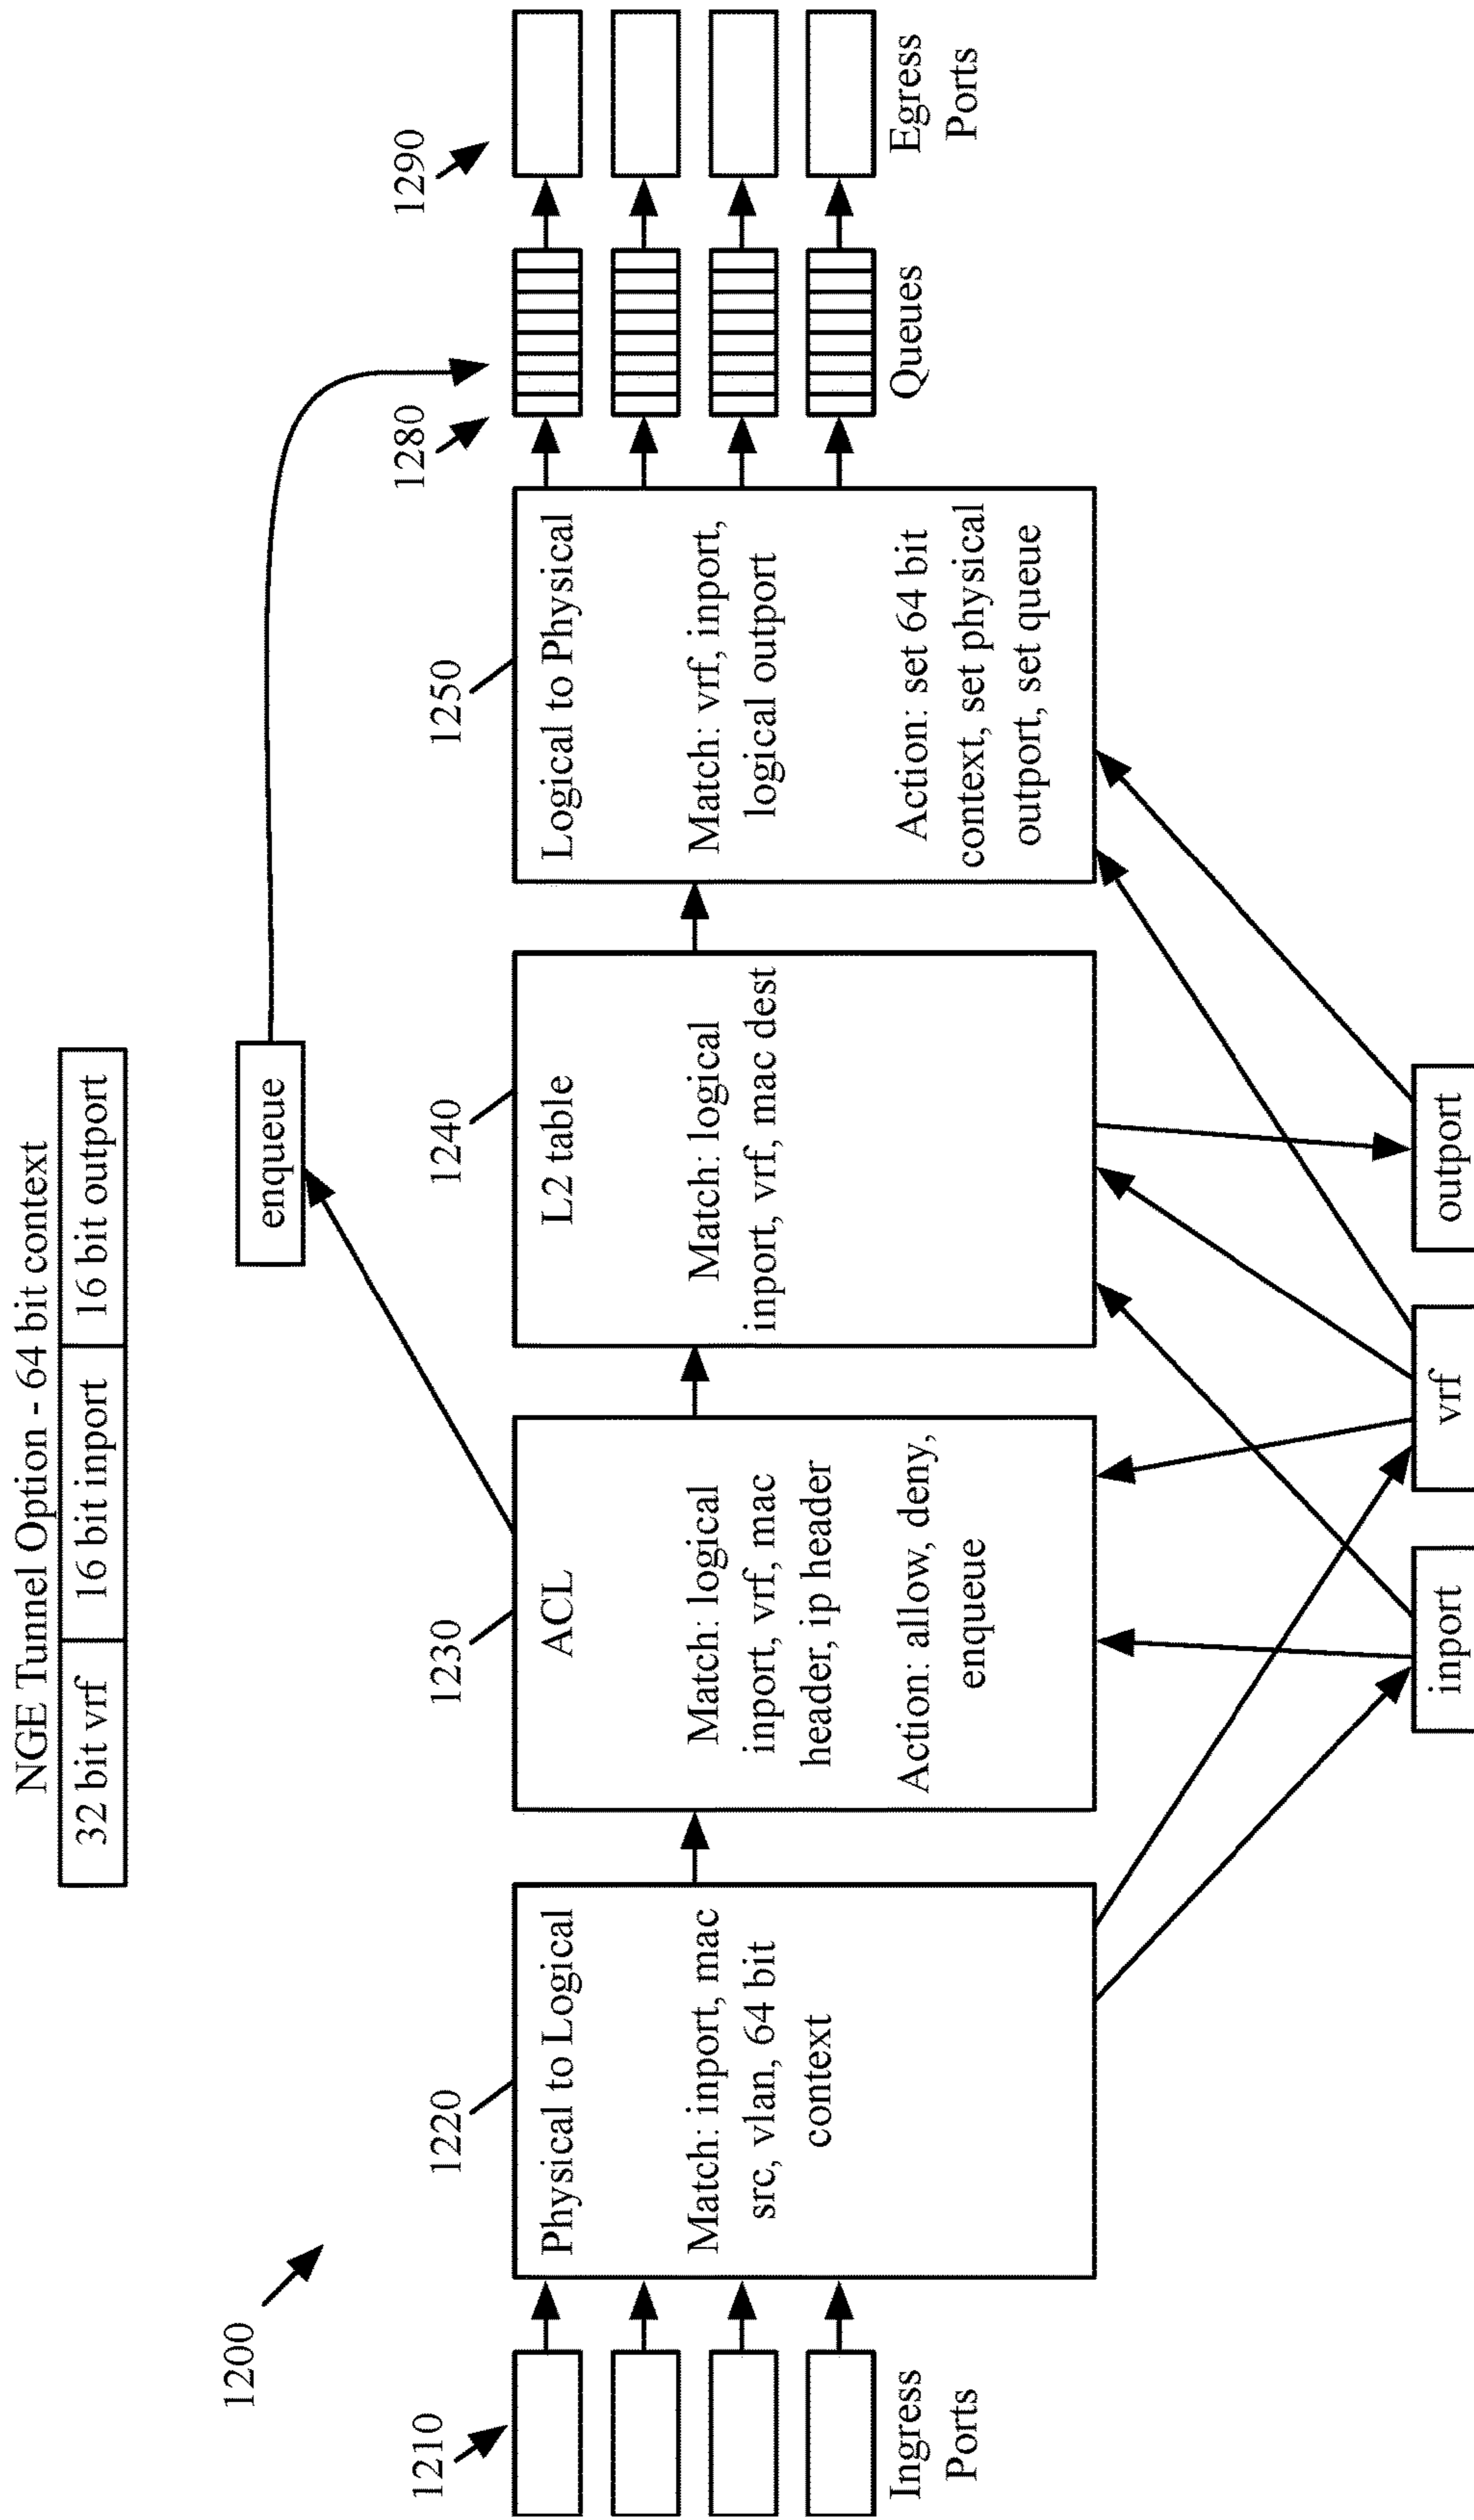 NGE Tunnel Option - 64 bit context
32 bit vrf
16 bit inport
16 bit outport
1200
enqueue
1210
Ingress
Ports
1220
Physical to Logical
Match: inport, mac
src, vlan, 64 bit
context
1230
ACL
Match: logical
inport, vrf, mac
header, ip header
Action: allow, deny,
enqueue
1240
L2 table
Match: logical
inport, vrf, mac dest
1250
Logical to Physical
Match: vrf, inport,
logical outport
Action: set 64 bit
context, set physical
outport, set queue
1280
Queues
1290
Egress
Ports
inport
vrf
outport